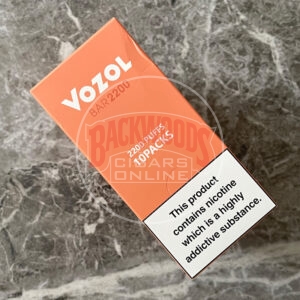 VOZOL
BAR 2200
2200 PUFFS
10PACKS
BACKWOODS
CIGARS
ONLINE
This product
contains nicotine
which is a highly
addictive substance.